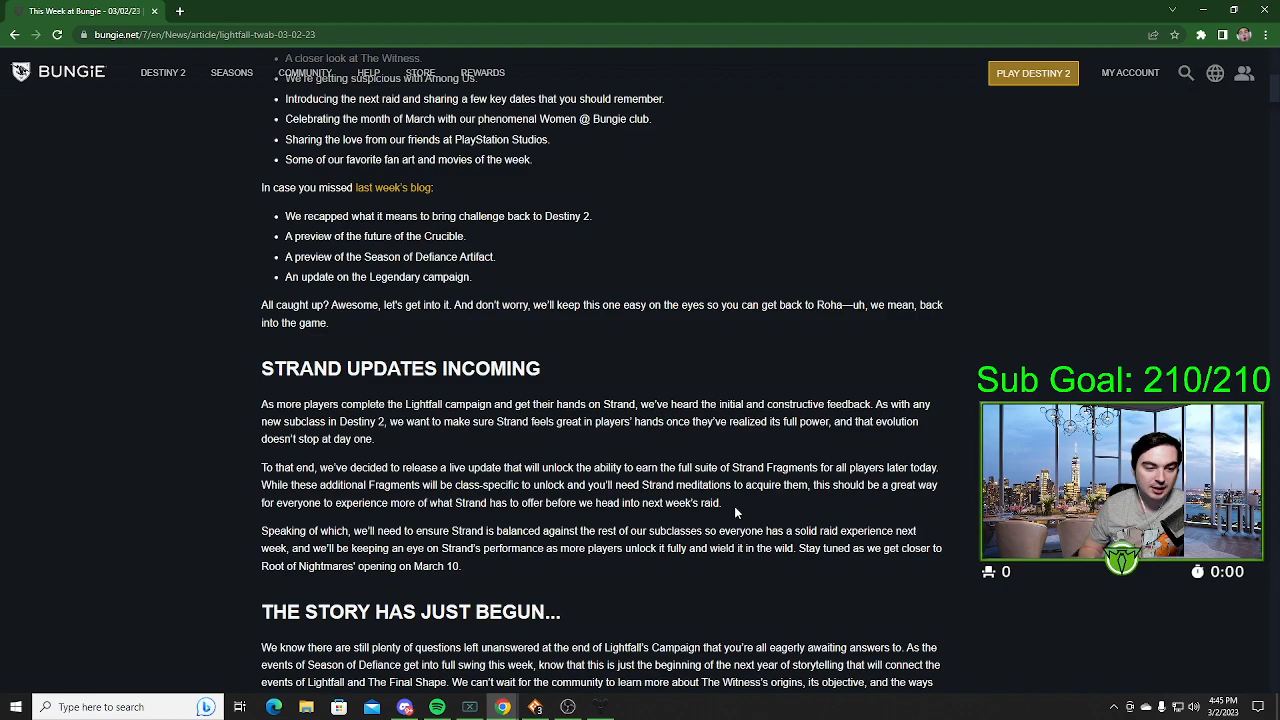 This Week at Bungie - 03/02/23 |
bungie.net/7/en/News/article/lightfall-twab-03-02-23
A closer look at The Witness.
BUNGiE
DESTINY 2
SEASONS
COMMUNITY
HELP
STORE
REWARDS
PLAY DESTINY 2
MY ACCOUNT
We're getting suspicious with Among US.
Introducing the next raid and sharing a few key dates that you should remember.
Celebrating the month of March with our phenomenal Women @ Bungie club.
Sharing the love from our friends at PlayStation Studios.
Some of our favorite fan art and movies of the week.
In case you missed last week's blog:
We recapped what it means to bring challenge back to Destiny 2.
A preview of the future of the Crucible.
A preview of the Season of Defiance Artifact.
An update on the Legendary campaign.
All caught up? Awesome, let's get into it. And don't worry, we'll keep this one easy on the eyes so you can get back to Roha—uh, we mean, back
into the game.
STRAND UPDATES INCOMING
As more players complete the Lightfall campaign and get their hands on Strand, we've heard the initial and constructive feedback. As with any
new subclass in Destiny 2, we want to make sure Strand feels great in players' hands once they've realized its full power, and that evolution
doesn't stop at day one.
To that end, we've decided to release a live update that will unlock the ability to earn the full suite of Strand Fragments for all players later today.
While these additional Fragments will be class-specific to unlock and you'll need Strand meditations to acquire them, this should be a great way
for everyone to experience more of what Strand has to offer before we head into next week's raid.
Speaking of which, we'll need to ensure Strand is balanced against the rest of our subclasses so everyone has a solid raid experience next
week, and we'll be keeping an eye on Strand's performance as more players unlock it fully and wield it in the wild. Stay tuned as we get closer to
Root of Nightmares' opening on March 10.
THE STORY HAS JUST BEGUN...
We know there are still plenty of questions left unanswered at the end of Lightfall's Campaign that you're all eagerly awaiting answers to. As the
events of Season of Defiance get into full swing this week, know that this is just the beginning of the next year of storytelling that will connect the
events of Lightfall and The Final Shape. We can't wait for the community to learn more about The Witness's origins, its objective, and the ways
Sub Goal: 210/210
0
0:00
Type here to search
4:45 PM
3/2/2023